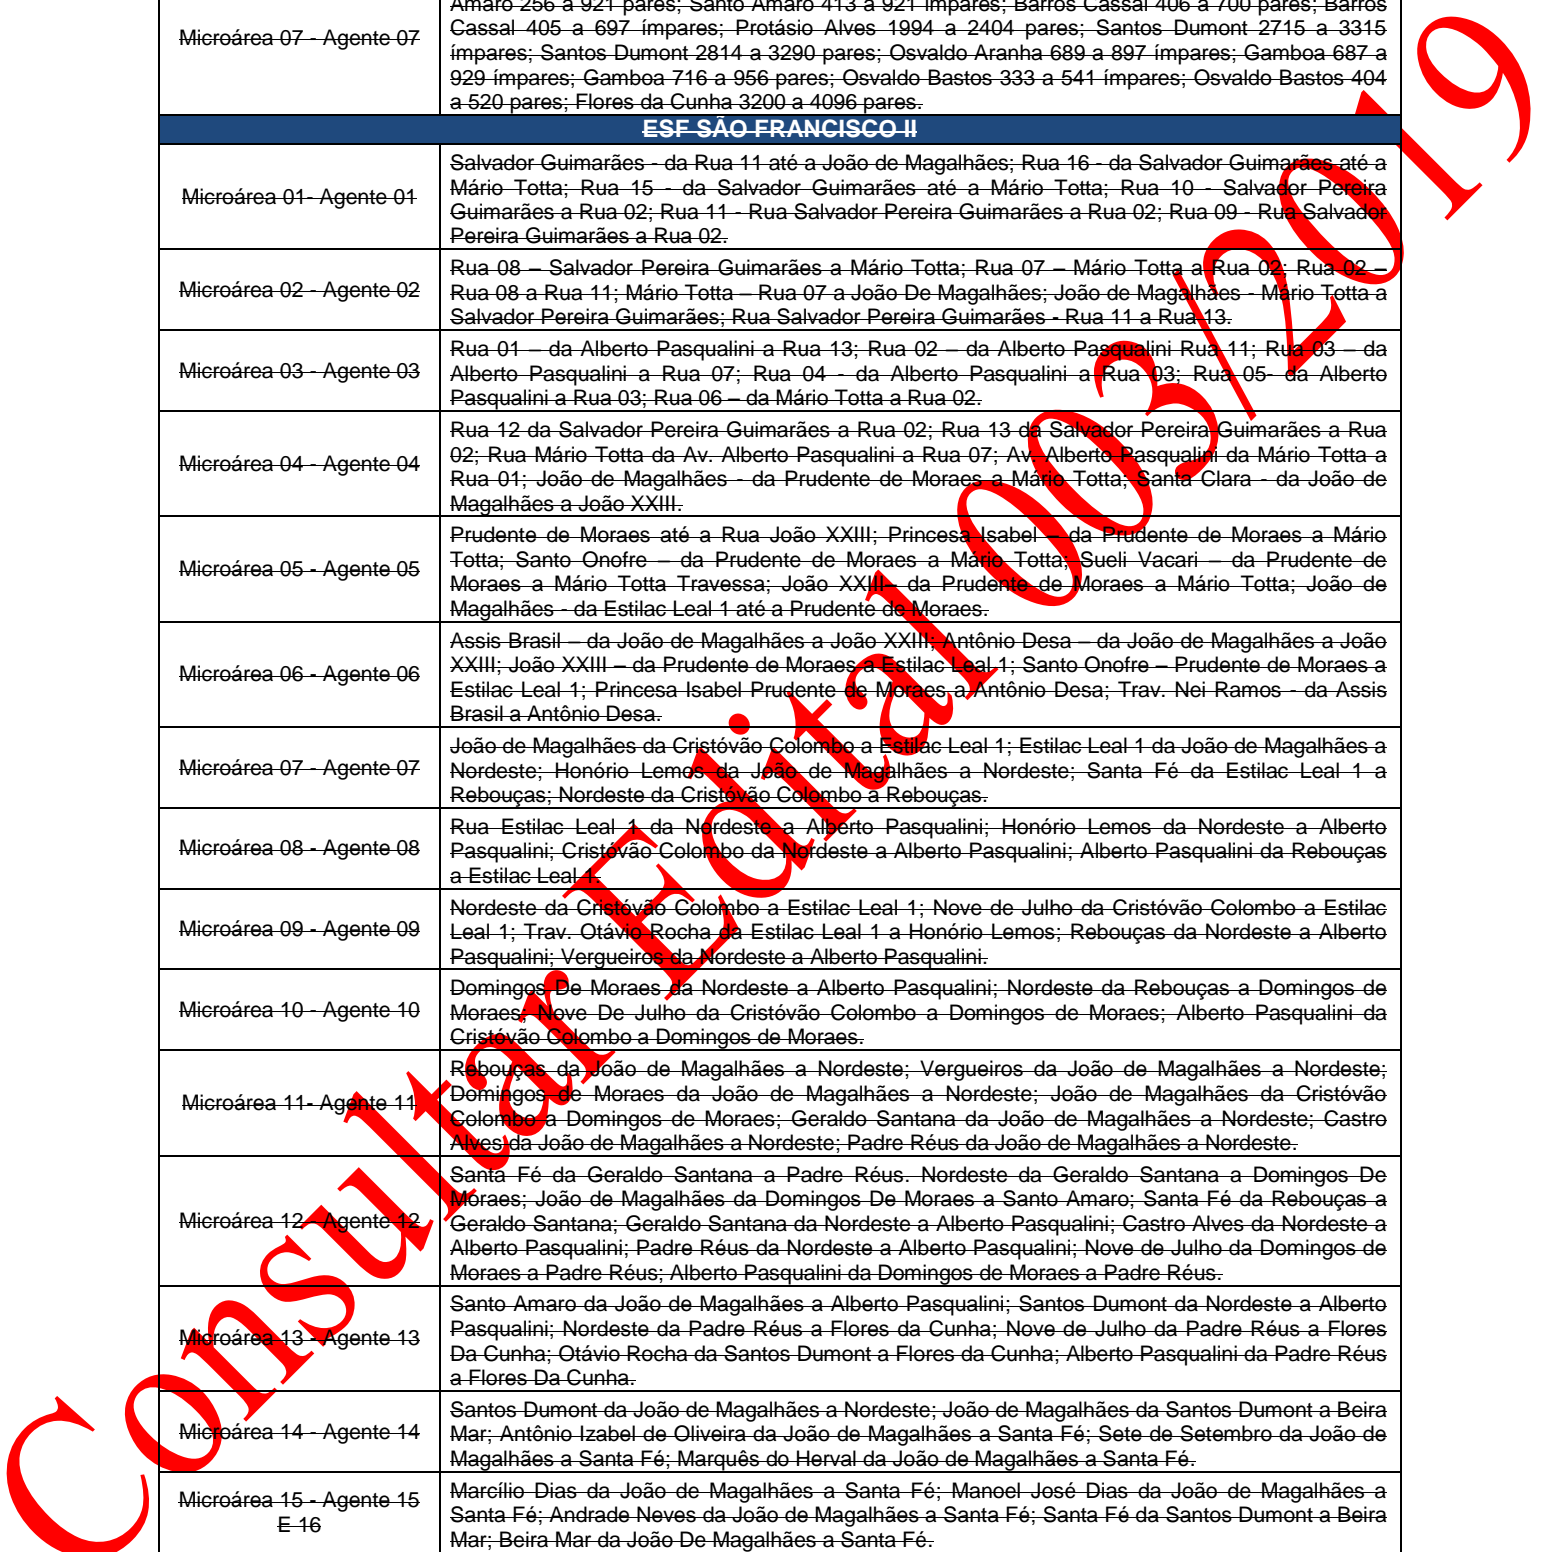 Amaro 256 a 921 pares; Santo Amaro 413 a 921 ímpares; Barros Cassal 406 a 700 pares; Barros
Microárea 07 - Agente 07
Cassal 405 a 697 ímpares; Protásio Alves 1994 a 2404 pares; Santos Dumont 2715 a 3315
ímpares; Santos Dumont 2814 a 3290 pares; Osvaldo Aranha 689 a 897 ímpares; Gamboa 687 a
929 ímpares; Gamboa 716 a 956 pares; Osvaldo Bastos 333 a 541 ímpares; Osvaldo Bastos 404
a 520 pares; Flores da Cunha 3200 a 4096 pares.
ESF SÃO FRANCISCO II
Microárea 01- Agente 01
Salvador Guimarães - da Rua 11 até a João de Magalhães; Rua 16 - da Salvador Guimarães até a
Mário Totta; Rua 15 - da Salvador Guimarães até a Mário Totta; Rua 10 - Salvador Pereira
Guimarães a Rua 02; Rua 11 - Rua Salvador Pereira Guimarães a Rua 02; Rua 09 - Rua Salvador
Pereira Guimarães a Rua 02.
Microárea 02 - Agente 02
Rua 08 – Salvador Pereira Guimarães a Mário Totta; Rua 07 – Mário Totta a Rua 02; Rua 02 –
Rua 08 a Rua 11; Mário Totta – Rua 07 a João De Magalhães; João de Magalhães - Mário Totta a
Salvador Pereira Guimarães; Rua Salvador Pereira Guimarães - Rua 11 a Rua 13.
Microárea 03 - Agente 03
Rua 01 – da Alberto Pasqualini a Rua 13; Rua 02 – da Alberto Pasqualini Rua 11; Rua 03 – da
Alberto Pasqualini a Rua 07; Rua 04 - da Alberto Pasqualini a Rua 03; Rua 05- da Alberto
Pasqualini a Rua 03; Rua 06 – da Mário Totta a Rua 02.
Microárea 04 - Agente 04
Rua 12 da Salvador Pereira Guimarães a Rua 02; Rua 13 da Salvador Pereira Guimarães a Rua
02; Rua Mário Totta da Av. Alberto Pasqualini a Rua 07; Av. Alberto Pasqualini da Mário Totta a
Rua 01; João de Magalhães - da Prudente de Moraes a Mário Totta; Santa Clara - da João de
Magalhães a João XXIII.
Microárea 05 - Agente 05
Prudente de Moraes até a Rua João XXIII; Princesa Isabel – da Prudente de Moraes a Mário
Totta; Santo Onofre – da Prudente de Moraes a Mário Totta; Sueli Vacari – da Prudente de
Moraes a Mário Totta Travessa; João XXIII– da Prudente de Moraes a Mário Totta; João de
Magalhães - da Estilac Leal 1 até a Prudente de Moraes.
Microárea 06 - Agente 06
Assis Brasil – da João de Magalhães a João XXIII; Antônio Desa – da João de Magalhães a João
XXIII; João XXIII – da Prudente de Moraes a Estilac Leal 1; Santo Onofre – Prudente de Moraes a
Estilac Leal 1; Princesa Isabel Prudente de Moraes a Antônio Desa; Trav. Nei Ramos - da Assis
Brasil a Antônio Desa.
Microárea 07 - Agente 07
João de Magalhães da Cristóvão Colombo a Estilac Leal 1; Estilac Leal 1 da João de Magalhães a
Nordeste; Honório Lemos da João de Magalhães a Nordeste; Santa Fé da Estilac Leal 1 a
Rebouças; Nordeste da Cristóvão Colombo a Rebouças.
Microárea 08 - Agente 08
Rua Estilac Leal 1 da Nordeste a Alberto Pasqualini; Honório Lemos da Nordeste a Alberto
Pasqualini; Cristóvão Colombo da Nordeste a Alberto Pasqualini; Alberto Pasqualini da Rebouças
a Estilac Leal 1.
Microárea 09 - Agente 09
Nordeste da Cristóvão Colombo a Estilac Leal 1; Nove de Julho da Cristóvão Colombo a Estilac
Leal 1; Trav. Otávio Rocha da Estilac Leal 1 a Honório Lemos; Rebouças da Nordeste a Alberto
Pasqualini; Vergueiros da Nordeste a Alberto Pasqualini.
Microárea 10 - Agente 10
Domingos De Moraes da Nordeste a Alberto Pasqualini; Nordeste da Rebouças a Domingos de
Moraes; Nove De Julho da Cristóvão Colombo a Domingos de Moraes; Alberto Pasqualini da
Cristóvão Colombo a Domingos de Moraes.
Microárea 11- Agente 11
Rebouças da João de Magalhães a Nordeste; Vergueiros da João de Magalhães a Nordeste;
Domingos de Moraes da João de Magalhães a Nordeste; João de Magalhães da Cristóvão
Colombo a Domingos de Moraes; Geraldo Santana da João de Magalhães a Nordeste; Castro
Alves da João de Magalhães a Nordeste; Padre Réus da João de Magalhães a Nordeste.
Microárea 12 - Agente 12
Santa Fé da Geraldo Santana a Padre Réus. Nordeste da Geraldo Santana a Domingos De
Moraes; João de Magalhães da Domingos De Moraes a Santo Amaro; Santa Fé da Rebouças a
Geraldo Santana; Geraldo Santana da Nordeste a Alberto Pasqualini; Castro Alves da Nordeste a
Alberto Pasqualini; Padre Réus da Nordeste a Alberto Pasqualini; Nove de Julho da Domingos de
Moraes a Padre Réus; Alberto Pasqualini da Domingos de Moraes a Padre Réus.
Microárea 13 - Agente 13
Santo Amaro da João de Magalhães a Alberto Pasqualini; Santos Dumont da Nordeste a Alberto
Pasqualini; Nordeste da Padre Réus a Flores da Cunha; Nove de Julho da Padre Réus a Flores
Da Cunha; Otávio Rocha da Santos Dumont a Flores da Cunha; Alberto Pasqualini da Padre Réus
a Flores Da Cunha.
Microárea 14 - Agente 14
Santos Dumont da João de Magalhães a Nordeste; João de Magalhães da Santos Dumont a Beira
Mar; Antônio Izabel de Oliveira da João de Magalhães a Santa Fé; Sete de Setembro da João de
Magalhães a Santa Fé; Marquês do Herval da João de Magalhães a Santa Fé.
Microárea 15 - Agente 15
E 16
Marcílio Dias da João de Magalhães a Santa Fé; Manoel José Dias da João de Magalhães a
Santa Fé; Andrade Neves da João de Magalhães a Santa Fé; Santa Fé da Santos Dumont a Beira
Mar; Beira Mar da João De Magalhães a Santa Fé.
Consultar Edital 003/2019